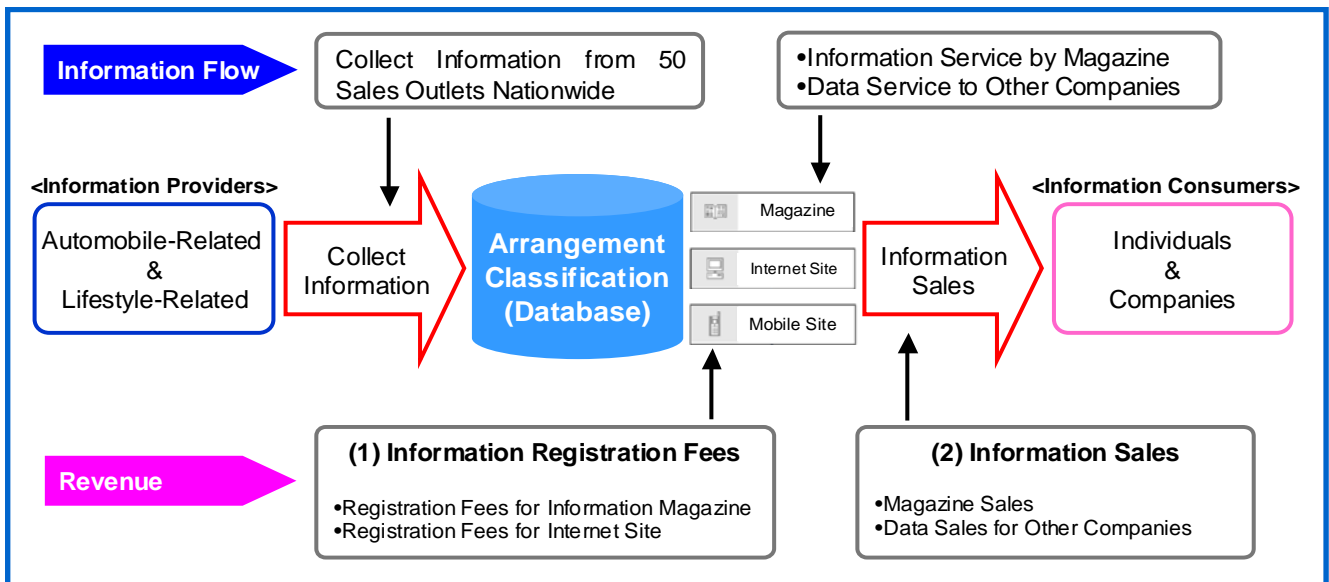 Information Flow
Collect Information from 50
Sales Outlets Nationwide
•Information Service by Magazine
•Data Service to Other Companies
<Information Providers>
Automobile-Related
&
Lifestyle-Related
Collect
Information
Arrangement
Classification
(Database)
Magazine
Internet Site
Mobile Site
Information
Sales
<Information Consumers>
Individuals
&
Companies
Revenue
(1) Information Registration Fees
•Registration Fees for Information Magazine
•Registration Fees for Internet Site
(2) Information Sales
•Magazine Sales
•Data Sales for Other Companies